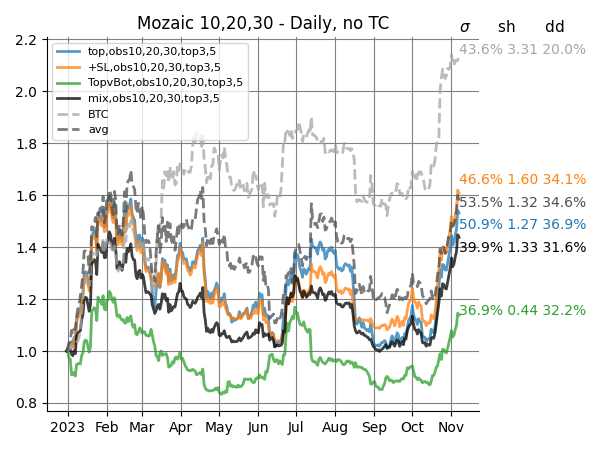 Mozaic 10,20,30 - Daily, no TC
σ sh dd
2.2
2.0
1.8
1.6
1.4
1.2
1.0
0.8
top,obs10,20,30,top3,5
+SL,obs10,20,30,top3,5
TopvBot,obs10,20,30,top3,5
mix,obs10,20,30,top3,5
BTC
avg
43.6% 3.31 20.0%
46.6% 1.60 34.1%
53.5% 1.32 34.6%
50.9% 1.27 36.9%
39.9% 1.33 31.6%
36.9% 0.44 32.2%
2023 Feb Mar Apr May Jun Jul Aug Sep Oct Nov